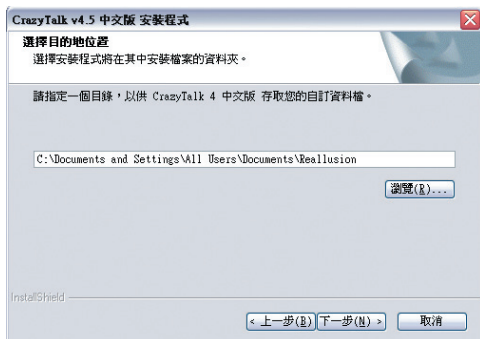 CrazyTalk v4.5 中文版 安裝程式
選擇目的地位置
選擇安裝程式將在其中安裝檔案的資料夾。
請指定一個目錄，以供 CrazyTalk 4 中文版 存取您的自訂資料檔。
C:\Documents and Settings\All Users\Documents\Reallusion
瀏覽(R)...
InstallShield
< 上一步(B) 下一步(N) > 取消